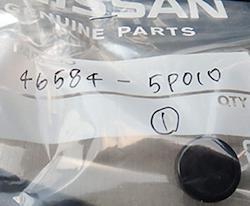 NISSAN
GENUINE PARTS
46584-5P010
QTY
1